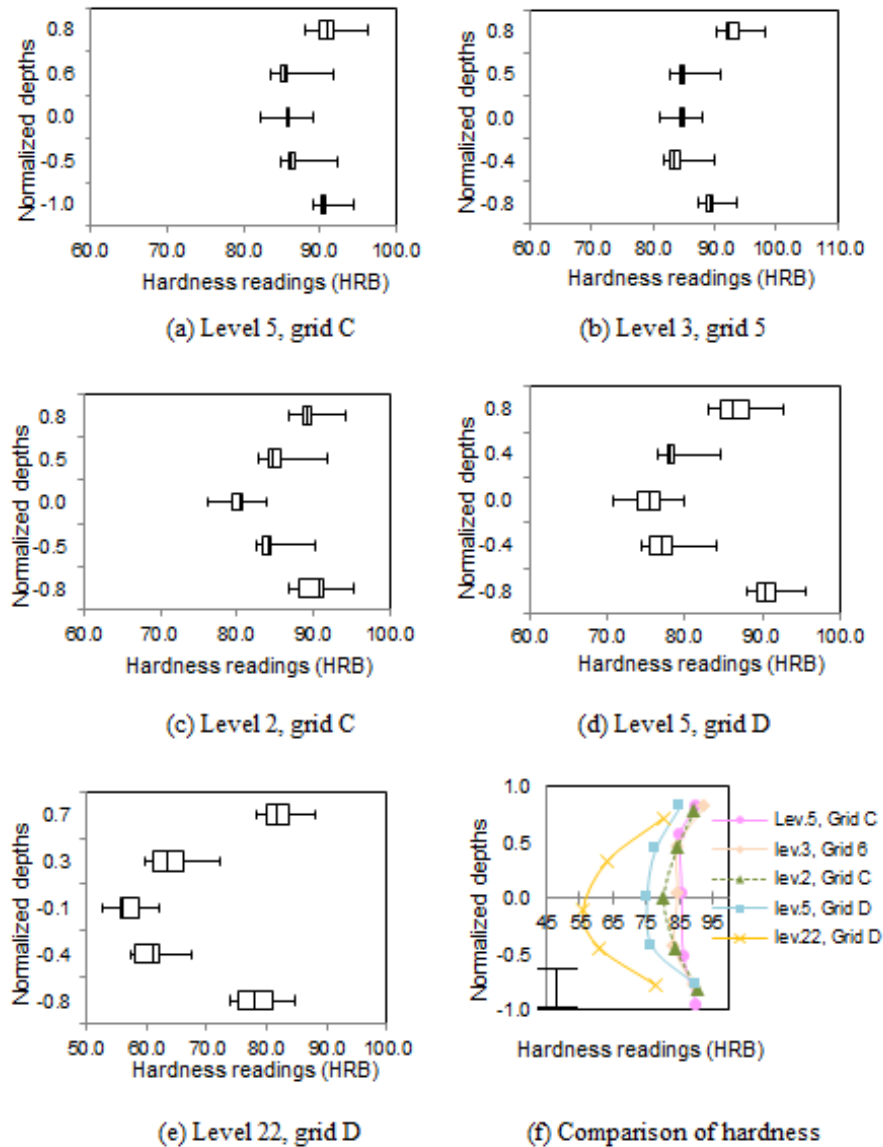 Normalized depths
0.8
0.6
0.0
-0.5
-1.0
60.0 70.0 80.0 90.0 100.0
Hardness readings (HRB)
(a) Level 5, grid C
Normalized depths
0.8
0.5
0.0
-0.4
-0.8
60.0 70.0 80.0 90.0 100.0 110.0
Hardness readings (HRB)
(b) Level 3, grid 5
Normalized depths
0.8
0.5
0.0
-0.5
-0.8
60.0 70.0 80.0 90.0 100.0
Hardness readings (HRB)
(c) Level 2, grid C
Normalized depths
0.8
0.4
0.0
-0.4
-0.8
60.0 70.0 80.0 90.0 100.0
Hardness readings (HRB)
(d) Level 5, grid D
Normalized depths
0.7
0.3
-0.1
-0.4
-0.8
50.0 60.0 70.0 80.0 90.0 100.0
(e) Level 22, grid D
Normalized depths
1.0
0.5
0.0
-0.5
-1.0
45 55 65 75 85 95
Lev.5, Grid C
lev.3, Grid 6
lev.2, Grid C
lev.5, Grid D
lev.22, Grid D
Hardness readings (HRB)
(f) Comparison of hardness